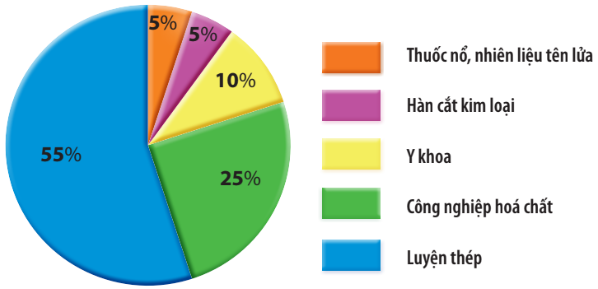 5%
5%
10%
25%
55%
Thuốc nổ, nhiên liệu tên lửa
Hàn cắt kim loại
Y khoa
Công nghiệp hoá chất
Luyện thép